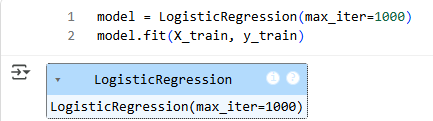 1 model = LogisticRegression(max_iter=1000)
2 model.fit(X_train, y_train)
LogisticRegression i ?
LogisticRegression(max_iter=1000)